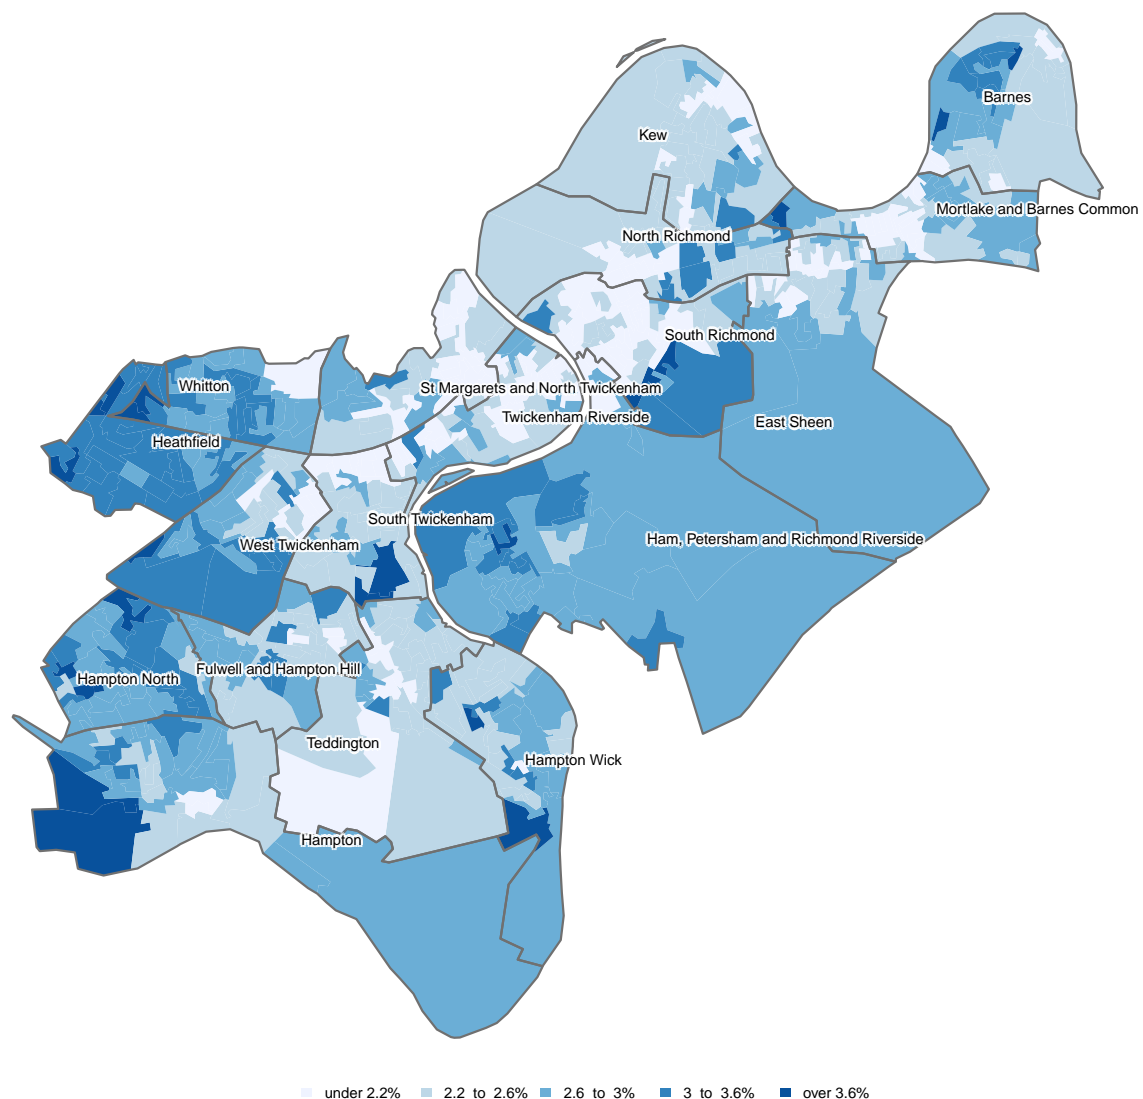 Barnes
Kew
Mortlake and Barnes Common
North Richmond
South Richmond
Whitton
St Margarets and North Twickenham
Twickenham Riverside
East Sheen
Heathfield
South Twickenham
Ham, Petersham and Richmond Riverside
West Twickenham
Fulwell and Hampton Hill
Hampton North
Teddington
Hampton Wick
Hampton
under 2.2% 2.2 to 2.6% 2.6 to 3% 3 to 3.6% over 3.6%